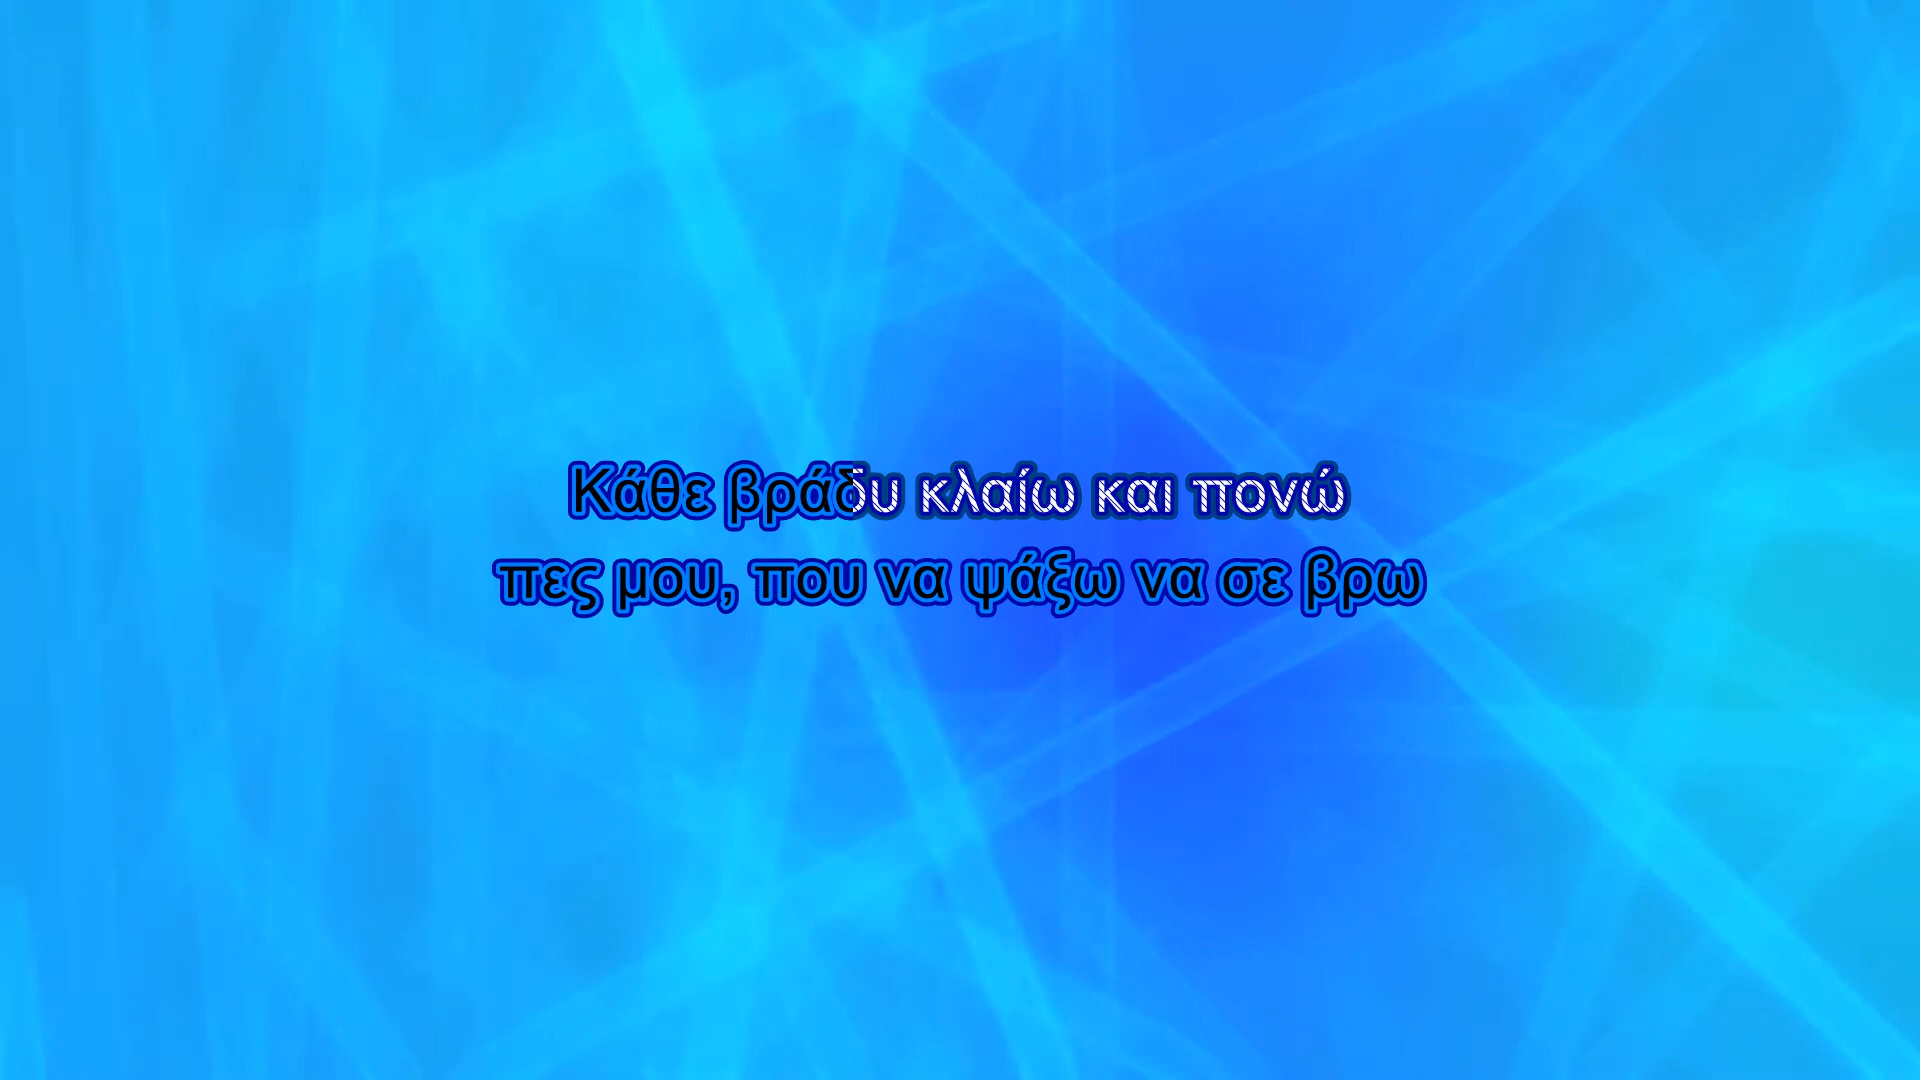 Κάθε βράδυ κλαίω και πονώ
πες μου, που να ψάξω να σε βρω